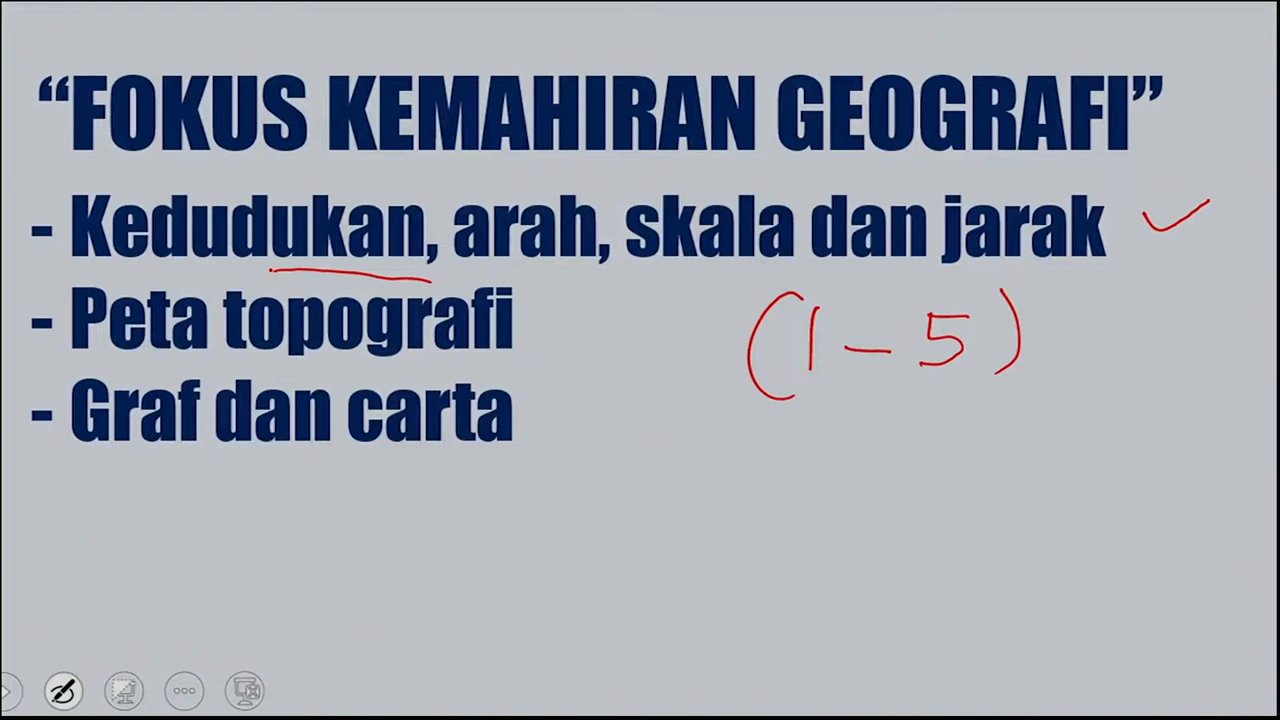 “FOKUS KEMAHIRAN GEOGRAFI”
- Kedudukan, arah, skala dan jarak
- Peta topografi
(1 - 5)
- Graf dan carta